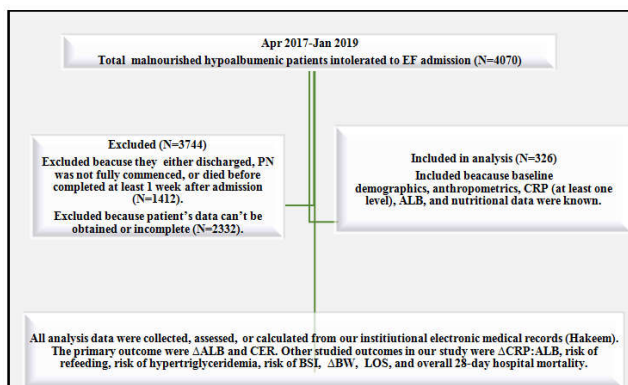 Apr 2017-Jan 2019
Total malnourished hypoalbumenic patients intolerated to EF admission (N=4070)
Excluded (N=3744)
Excluded beacuse they either discharged, PN
was not fully commenced, or died before
completed at least 1 week after admission
(N=1412).
Excluded because patient's data can't be
obtained or incomplete (N=2332).
Included in analysis (N=326)
Included beacause baseline
demographics, anthropometrics, CRP (at least one
level), ALB, and nutritional data were known.
All analysis data were collected, assessed, or calculated from our institiutional electronic medical records (Hakeem).
The primary outcome were ΔALB and CER. Other studied outcomes in our study were ΔCRP:ALB, risk of
refeeding, risk of hypertriglyceridemia, risk of BSI, ΔBW, LOS, and overall 28-day hospital mortality.